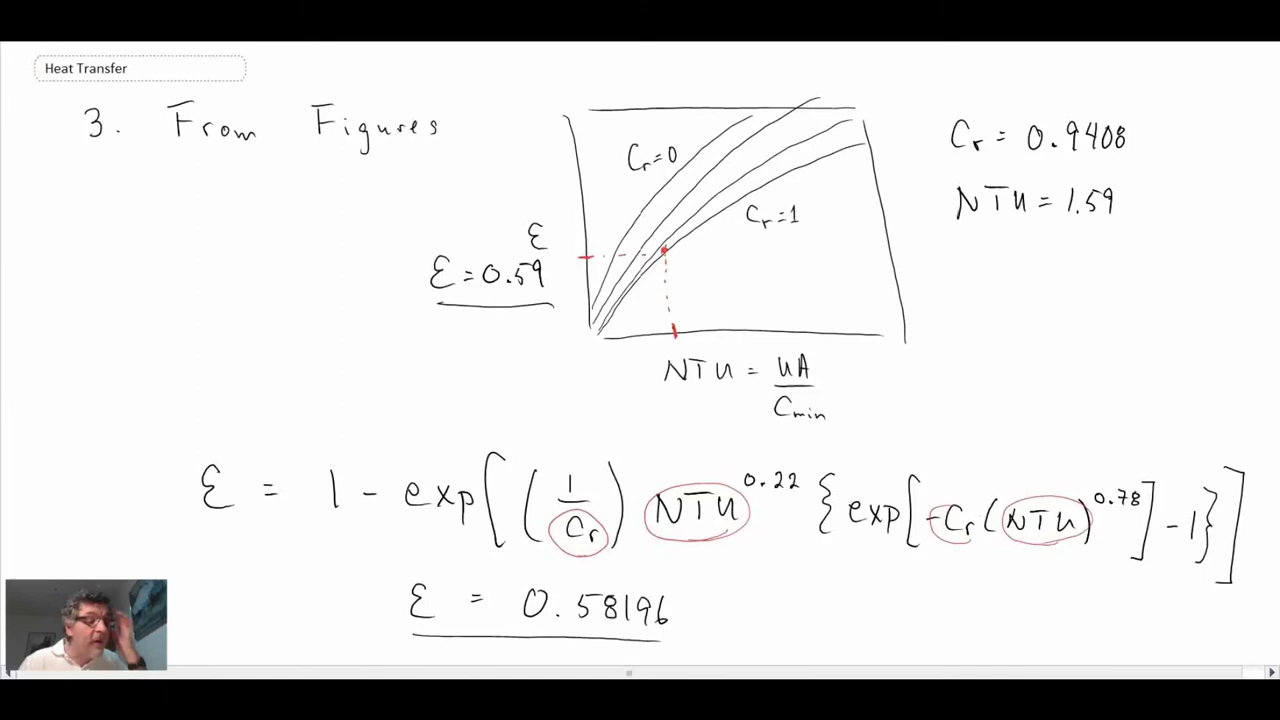 Heat Transfer
3. From Figures
Cr=0
Cr = 0.9408
NTU = 1.59
Cr=1
ε
ε = 0.59
NTU = UA / Cmin
ε = 1 - exp[(1/Cr) NTU^0.22 {exp[-Cr(NTU)^0.78] - 1}]
ε = 0.58196